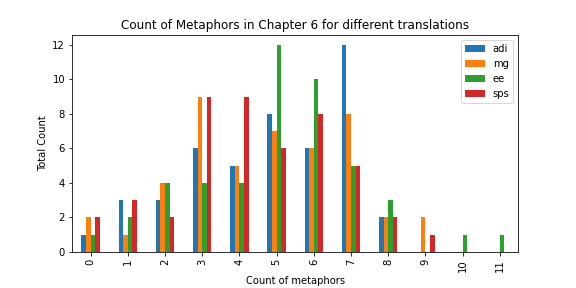 Count of Metaphors in Chapter 6 for different translations
12
10
8
6
4
2
0
Total Count
adi
mg
ee
sps
0 1 2 3 4 5 6 7 8 9 10 11
Count of metaphors